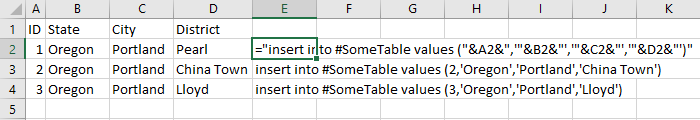 A B C D E F G H I J K
1 ID State City District
2 1 Oregon Portland Pearl ="insert into #SomeTable values ("&A2&",'"&B2&"','"&C2&"','"&D2&"')"
3 2 Oregon Portland China Town insert into #SomeTable values (2,'Oregon','Portland','China Town')
4 3 Oregon Portland Lloyd insert into #SomeTable values (3,'Oregon','Portland','Lloyd')
5